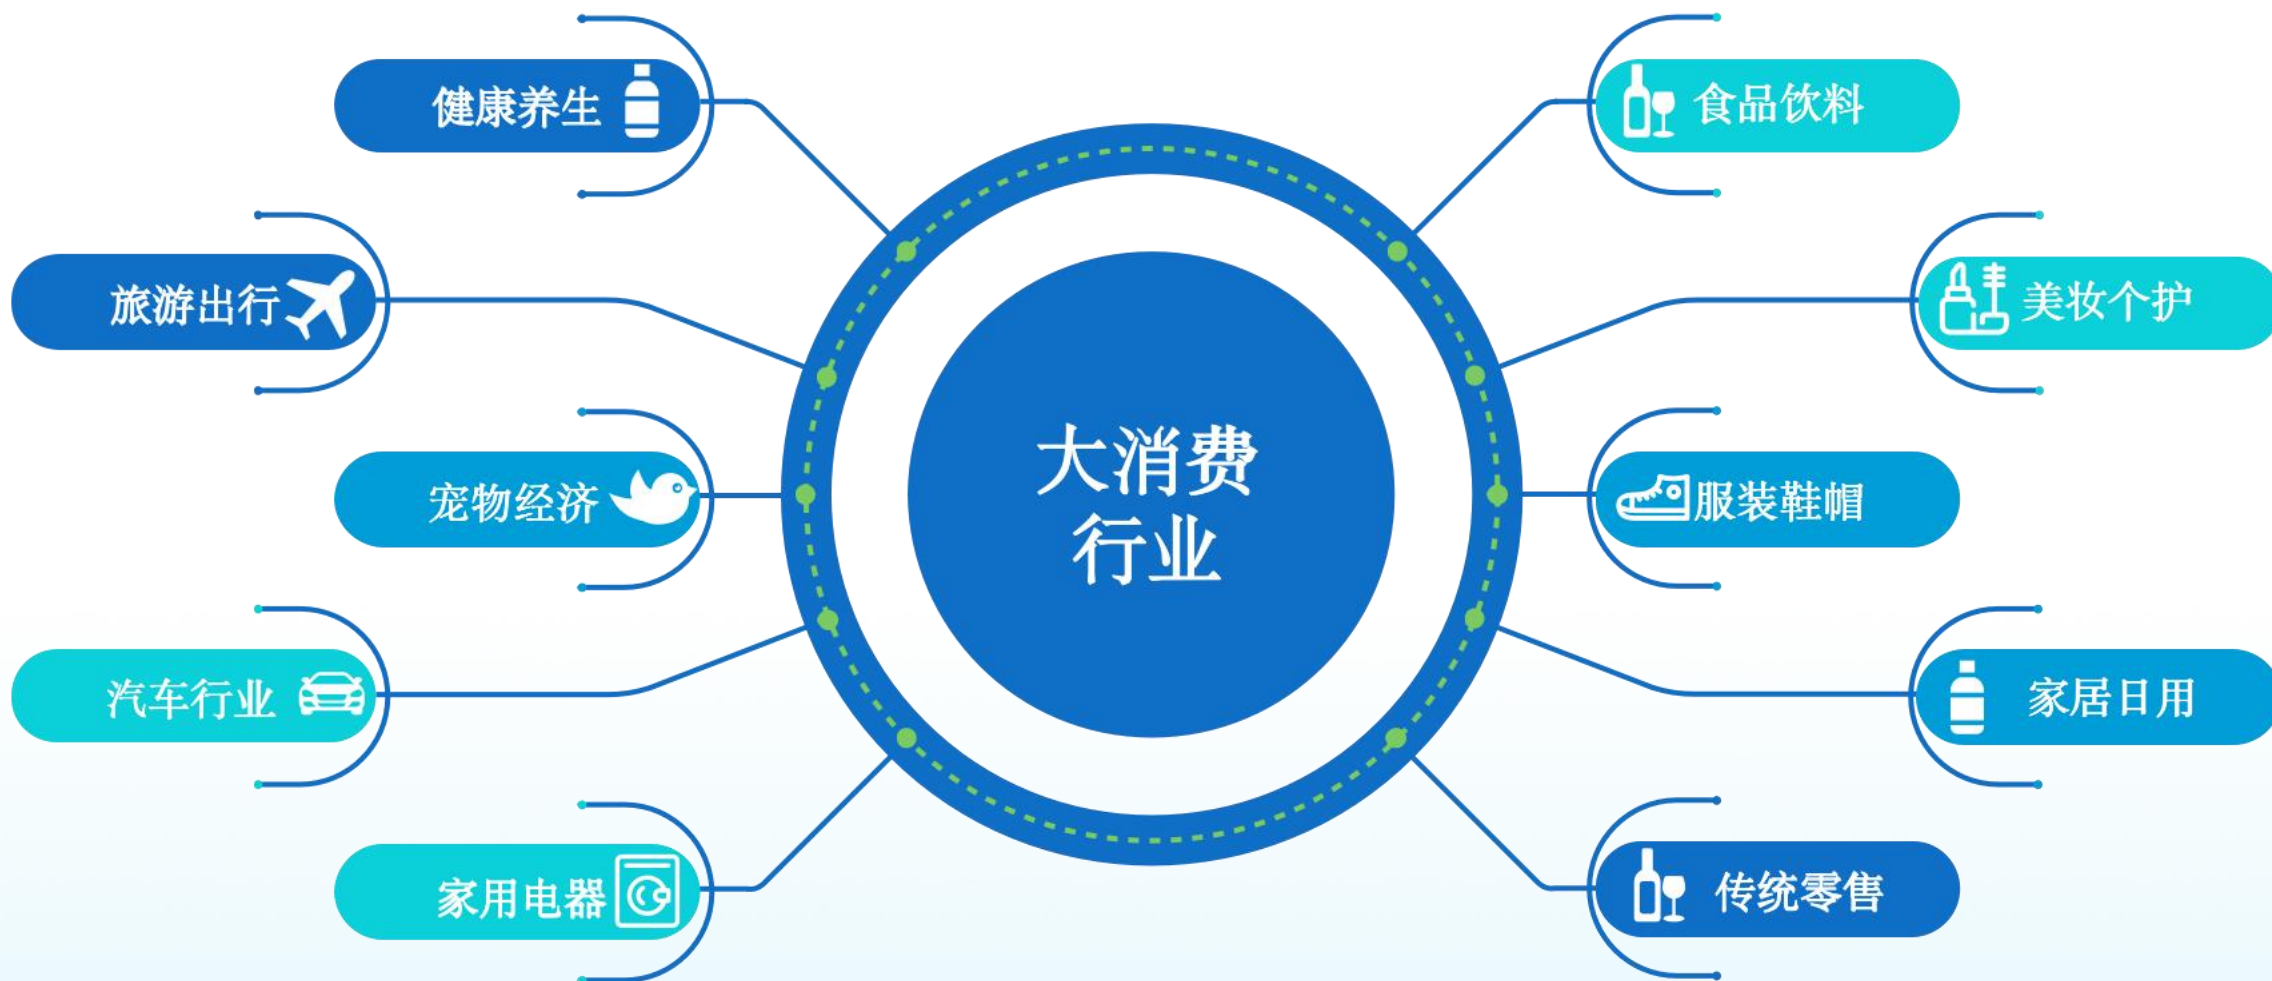 健康养生
食品饮料
旅游出行
美妆个护
大消费
行业
宠物经济
服装鞋帽
汽车行业
家居日用
家用电器
传统零售